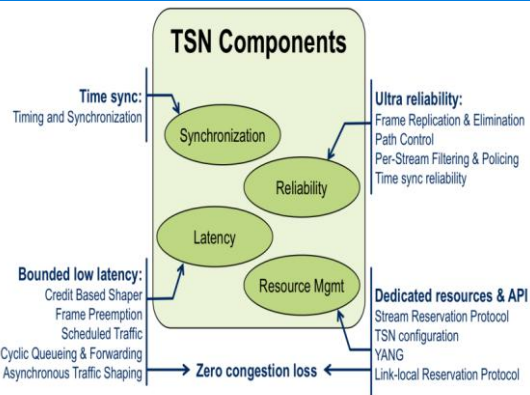 TSN Components
Time sync:
Timing and Synchronization
Synchronization
Ultra reliability:
Frame Replication & Elimination
Path Control
Per-Stream Filtering & Policing
Time sync reliability
Reliability
Latency
Bounded low latency:
Credit Based Shaper
Frame Preemption
Scheduled Traffic
Cyclic Queueing & Forwarding
Asynchronous Traffic Shaping
Resource Mgmt
Dedicated resources & API
Stream Reservation Protocol
TSN configuration
YANG
Link-local Reservation Protocol
Zero congestion loss